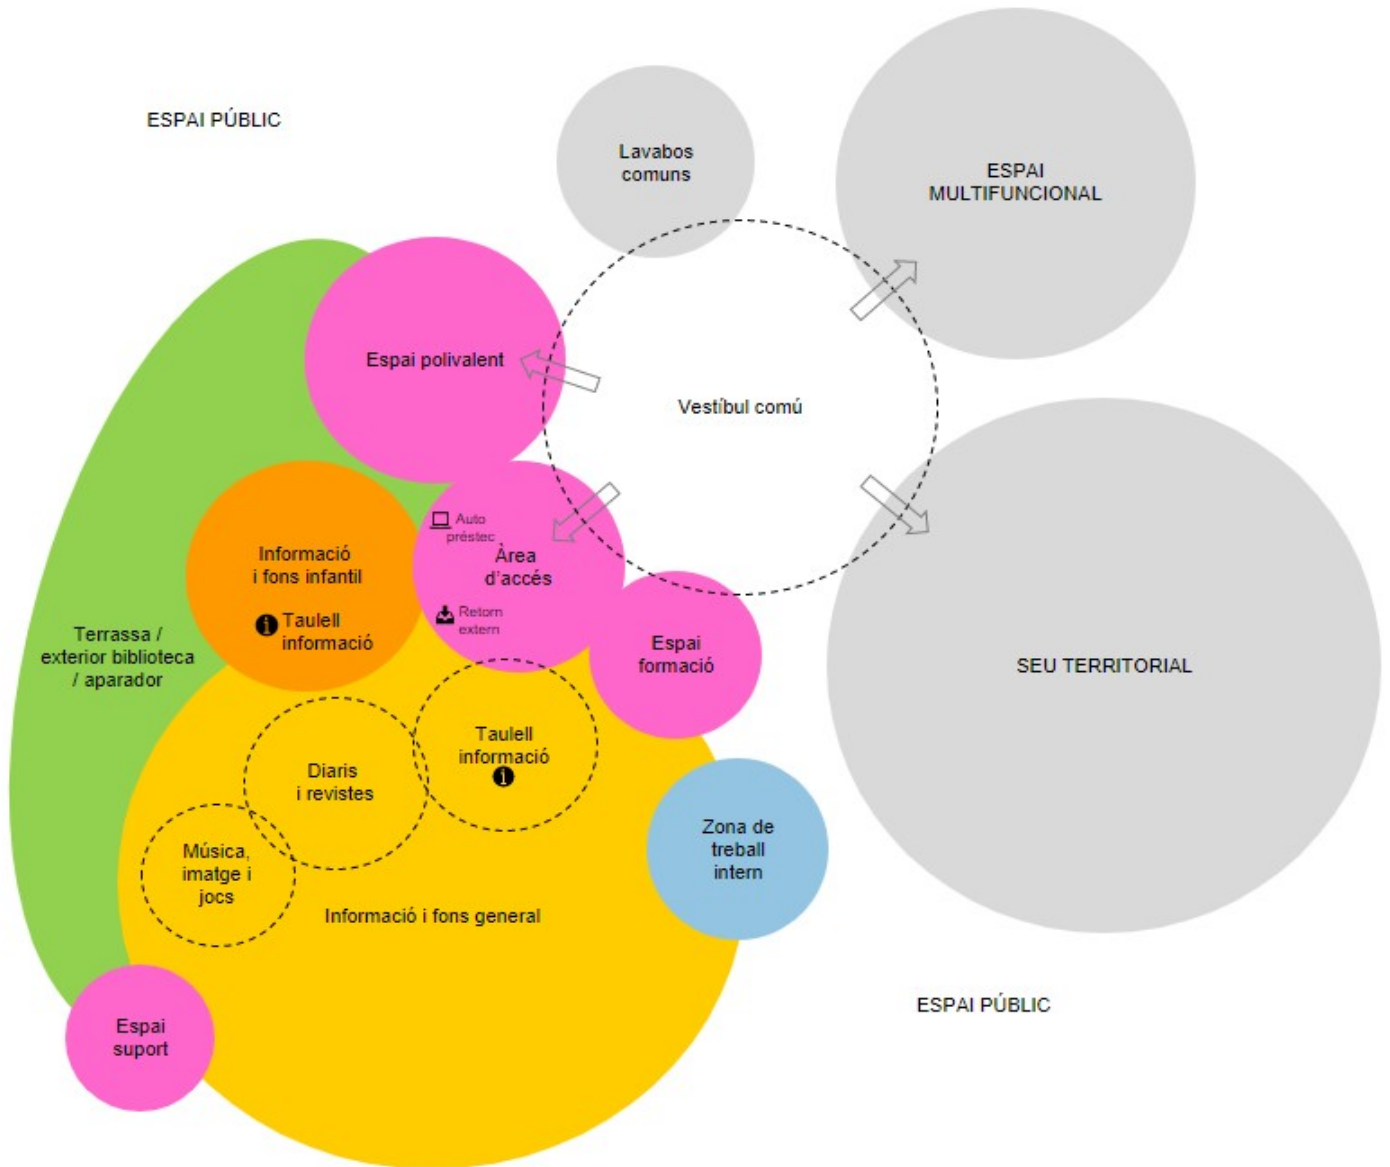 ESPAI PÚBLIC
Lavabos
comuns
ESPAI
MULTIFUNCIONAL
Espai polivalent
Vestíbul comú
Auto
préstec
Àrea
d'accés
Retorn
extern
Informació
i fons infantil
Taulell
informació
Terrassa /
exterior biblioteca
/ aparador
Espai
formació
SEU TERRITORIAL
Taulell
informació
Diaris
i revistes
Música,
imatge i
jocs
Zona de
treball
intern
Informació i fons general
Espai
suport
ESPAI PÚBLIC